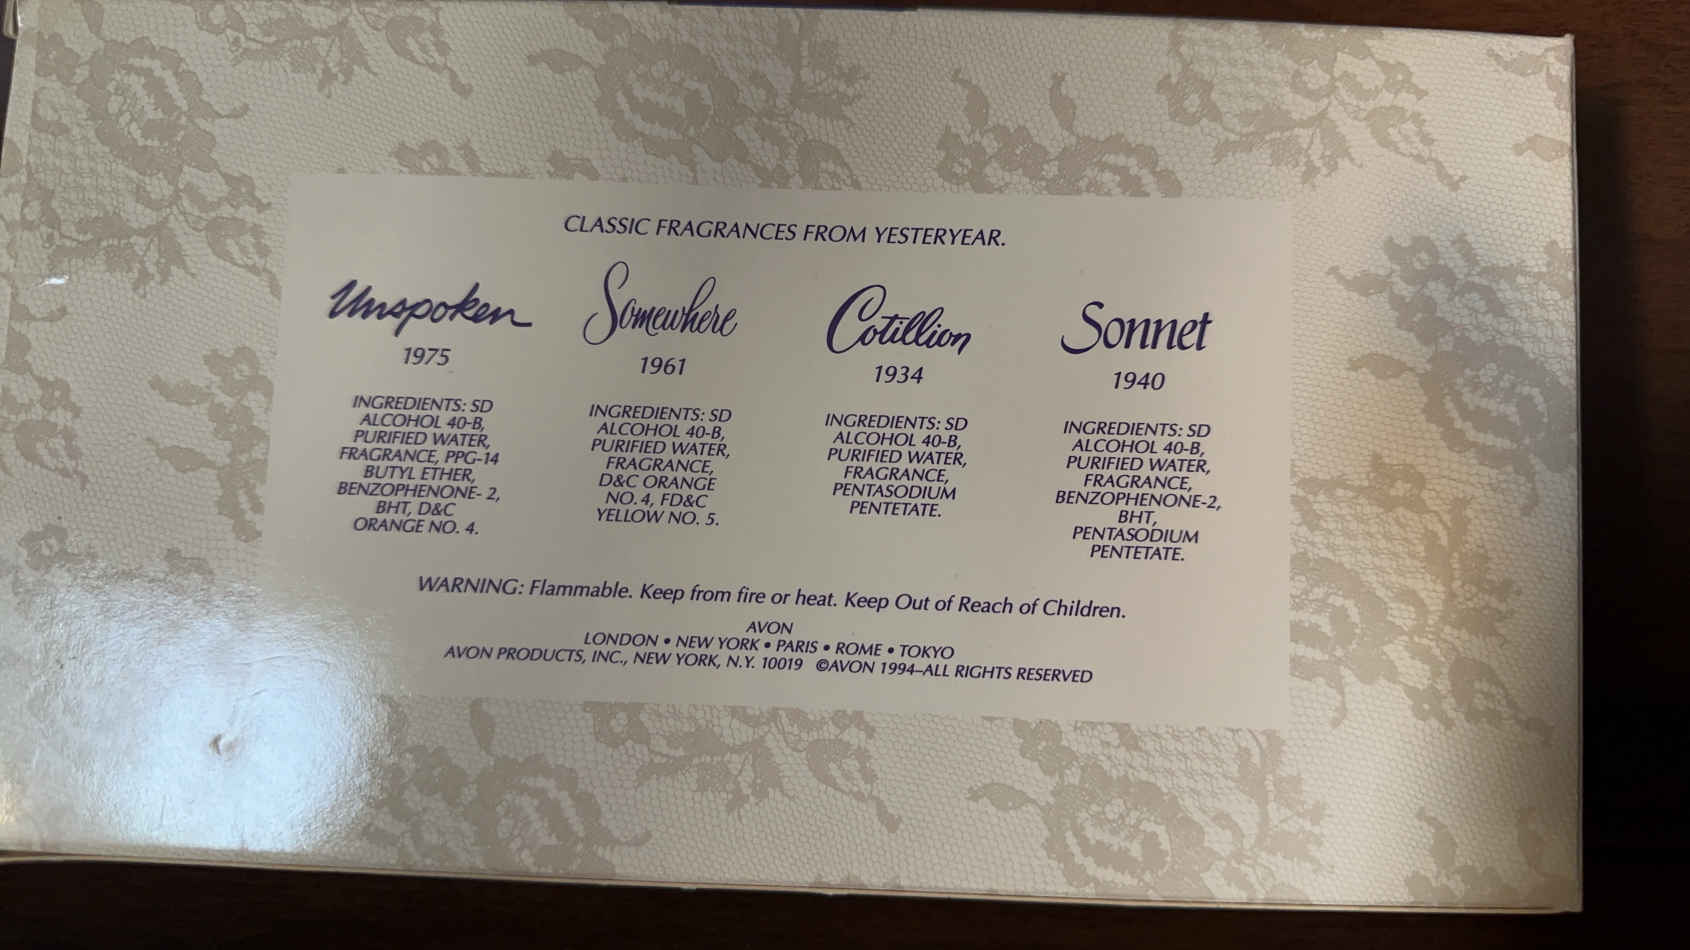 CLASSIC FRAGRANCES FROM YESTERYEAR.
Unspoken
1975
INGREDIENTS: SD
ALCOHOL 40-B,
PURIFIED WATER,
FRAGRANCE, PPG-14
BUTYL ETHER,
BENZOPHENONE- 2,
BHT, D&C
ORANGE NO. 4.
Somewhere
1961
INGREDIENTS: SD
ALCOHOL 40-B,
PURIFIED WATER,
FRAGRANCE,
D&C ORANGE
NO. 4, FD&C
YELLOW NO. 5.
Cotillion
1934
INGREDIENTS: SD
ALCOHOL 40-B,
PURIFIED WATER,
FRAGRANCE,
PENTASODIUM
PENTETATE.
Sonnet
1940
INGREDIENTS: SD
ALCOHOL 40-B,
PURIFIED WATER,
FRAGRANCE,
BENZOPHENONE-2,
BHT,
PENTASODIUM
PENTETATE.
WARNING: Flammable. Keep from fire or heat. Keep Out of Reach of Children.
AVON
LONDON • NEW YORK • PARIS • ROME • TOKYO
AVON PRODUCTS, INC., NEW YORK, N.Y. 10019 ©AVON 1994–ALL RIGHTS RESERVED